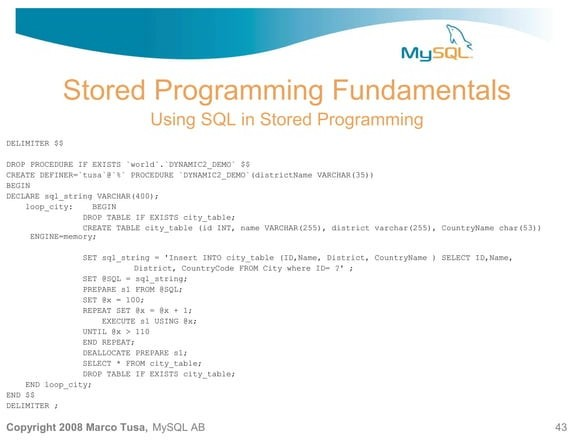 MySQL
Stored Programming Fundamentals
Using SQL in Stored Programming
DELIMITER $$
DROP PROCEDURE IF EXISTS `world`.`DYNAMIC2_DEMO` $$
CREATE DEFINER=`tusa`@`%` PROCEDURE `DYNAMIC2_DEMO`(districtName VARCHAR(35))
BEGIN
DECLARE sql_string VARCHAR(400);
loop_city: BEGIN
DROP TABLE IF EXISTS city_table;
CREATE TABLE city_table (id INT, name VARCHAR(255), district varchar(255), CountryName char(53))
ENGINE=memory;
SET sql_string = 'Insert INTO city_table (ID,Name, District, CountryName ) SELECT ID,Name,
District, CountryCode FROM City where ID= ?' ;
SET @SQL = sql_string;
PREPARE s1 FROM @SQL;
SET @x = 100;
REPEAT SET @x = @x + 1;
EXECUTE s1 USING @x;
UNTIL @x > 110
END REPEAT;
DEALLOCATE PREPARE s1;
SELECT * FROM city_table;
DROP TABLE IF EXISTS city_table;
END loop_city;
END $$
DELIMITER ;
Copyright 2008 Marco Tusa, MySQL AB
43